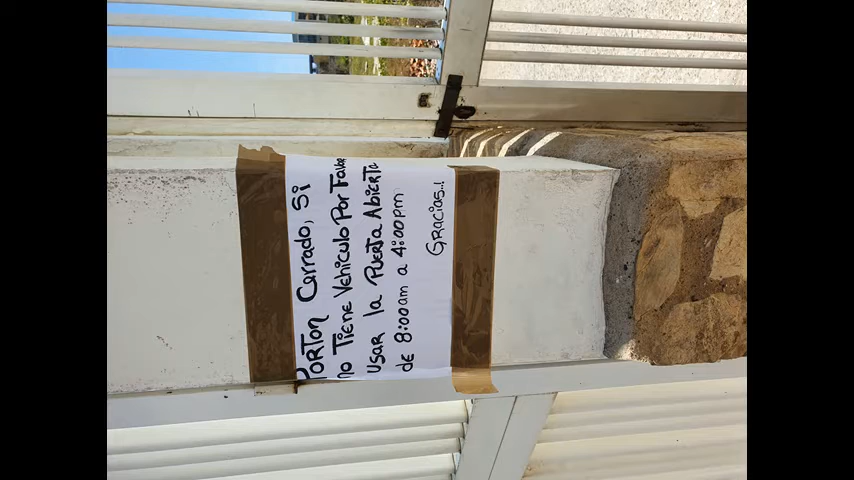 PORTON Cerrado, Si
no Tiene Vehiculo Por Favor
usar la Puerta Abierta
de 8:00am a 4:00pm
Gracias..!